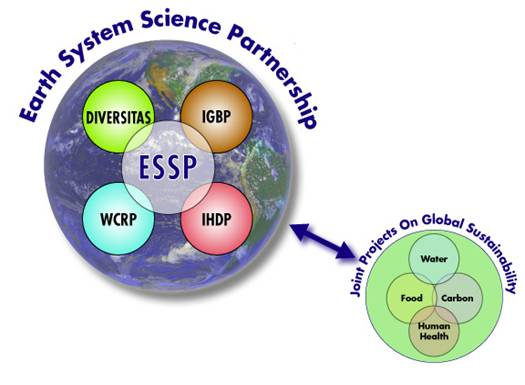 Earth System Science Partnership
DIVERSITAS
IGBP
ESSP
WCRP
IHDP
Joint Projects On Global Sustainability
Water
Food
Carbon
Human
Health